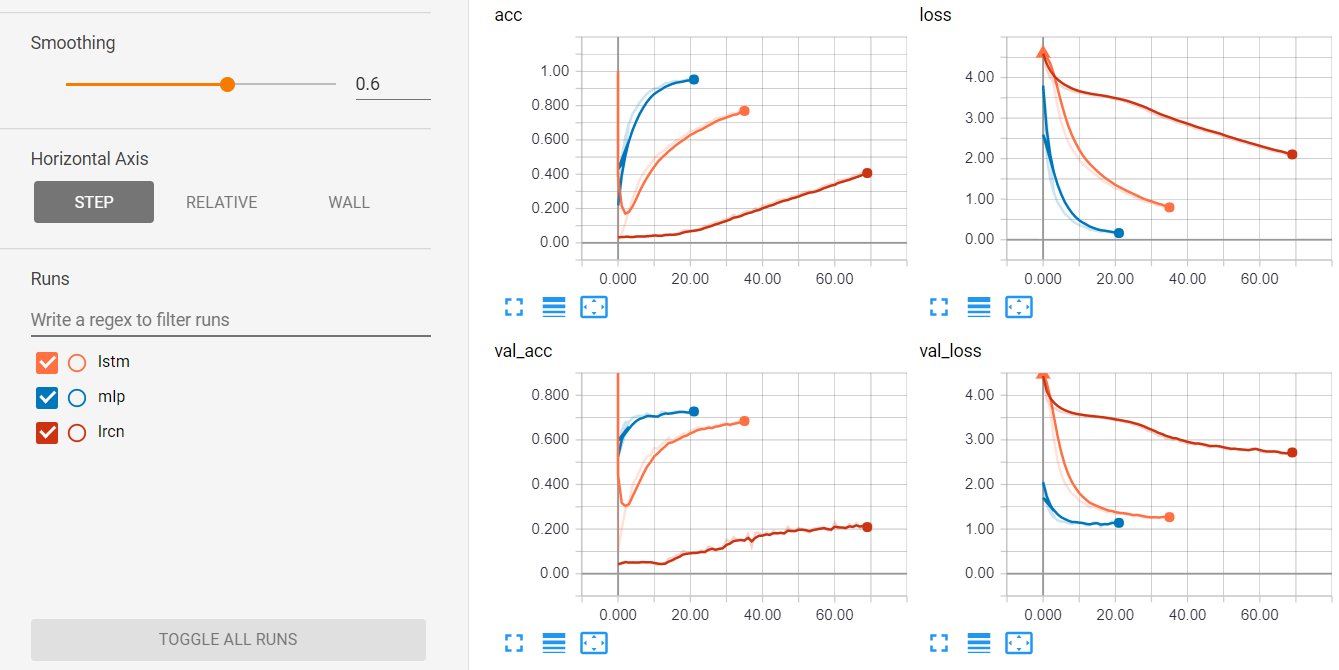 Smoothing
0.6
Horizontal Axis
STEP RELATIVE WALL
Runs
Write a regex to filter runs
lstm
mlp
lrcn
TOGGLE ALL RUNS
acc
1.00
0.800
0.600
0.400
0.200
0.00
0.000 20.00 40.00 60.00
loss
4.00
3.00
2.00
1.00
0.00
0.000 20.00 40.00 60.00
val_acc
0.800
0.600
0.400
0.200
0.00
0.000 20.00 40.00 60.00
val_loss
4.00
3.00
2.00
1.00
0.00
0.000 20.00 40.00 60.00